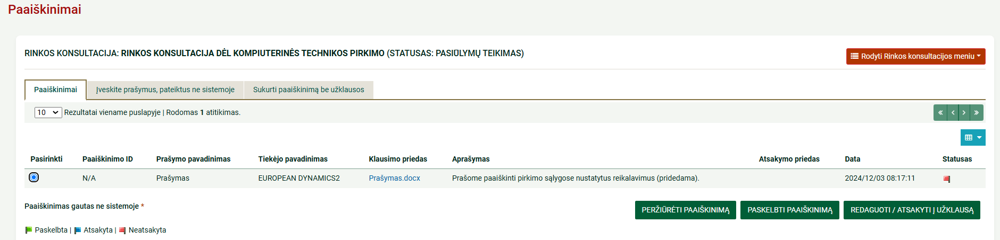 Paaiškinimai
RINKOS KONSULTACIJA: RINKOS KONSULTACIJA DĖL KOMPIUTERINĖS TECHNIKOS PIRKIMO (STATUSAS: PASIŪLYMŲ TEIKIMAS)
Rodyti Rinkos konsultacijos meniu
Paaiškinimai Įveskite prašymus, pateiktus ne sistemoje Sukurti paaiškinimą be užklausos
10 Rezultatai viename puslapyje | Rodomas 1 atitikimas.
Pasirinkti Paaiškinimo ID Prašymo pavadinimas Tiekėjo pavadinimas Klausimo priedas Aprašymas Atsakymo priedas Data Statusas
N/A Prašymas EUROPEAN DYNAMICS2 Prašymas.docx Prašome paaiškinti pirkimo sąlygose nustatytus reikalavimus (pridedama). 2024/12/03 08:17:11
Paaiškinimas gautas ne sistemoje *
PERŽIŪRĖTI PAAIŠKINIMĄ PASKELBTI PAAIŠKINIMĄ REDAGUOTI / ATSAKYTI Į UŽKLAUSĄ
Paskelbta | Atsakyta | Neatsakyta